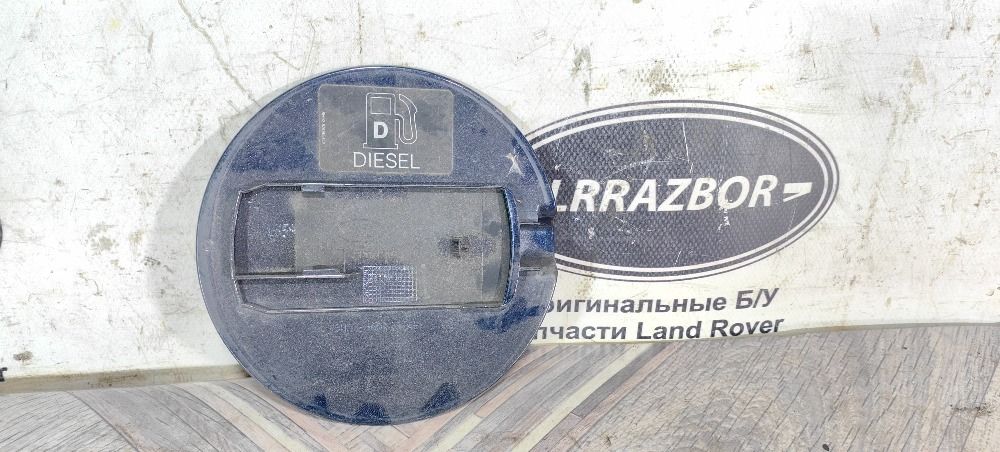 D
DIESEL
LRRAZBOR
ригинальные Б/У
пчасти Land Rover